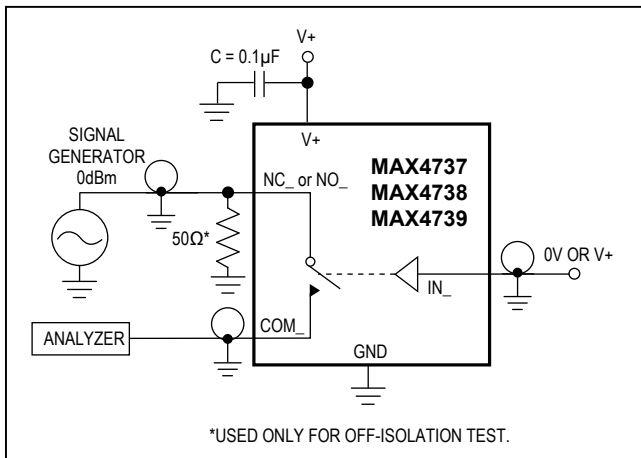 V+
C = 0.1µF
V+
SIGNAL
GENERATOR
0dBm
NC_ or NO_
MAX4737
MAX4738
MAX4739
50Ω*
0V OR V+
IN_
COM_
ANALYZER
GND
*USED ONLY FOR OFF-ISOLATION TEST.